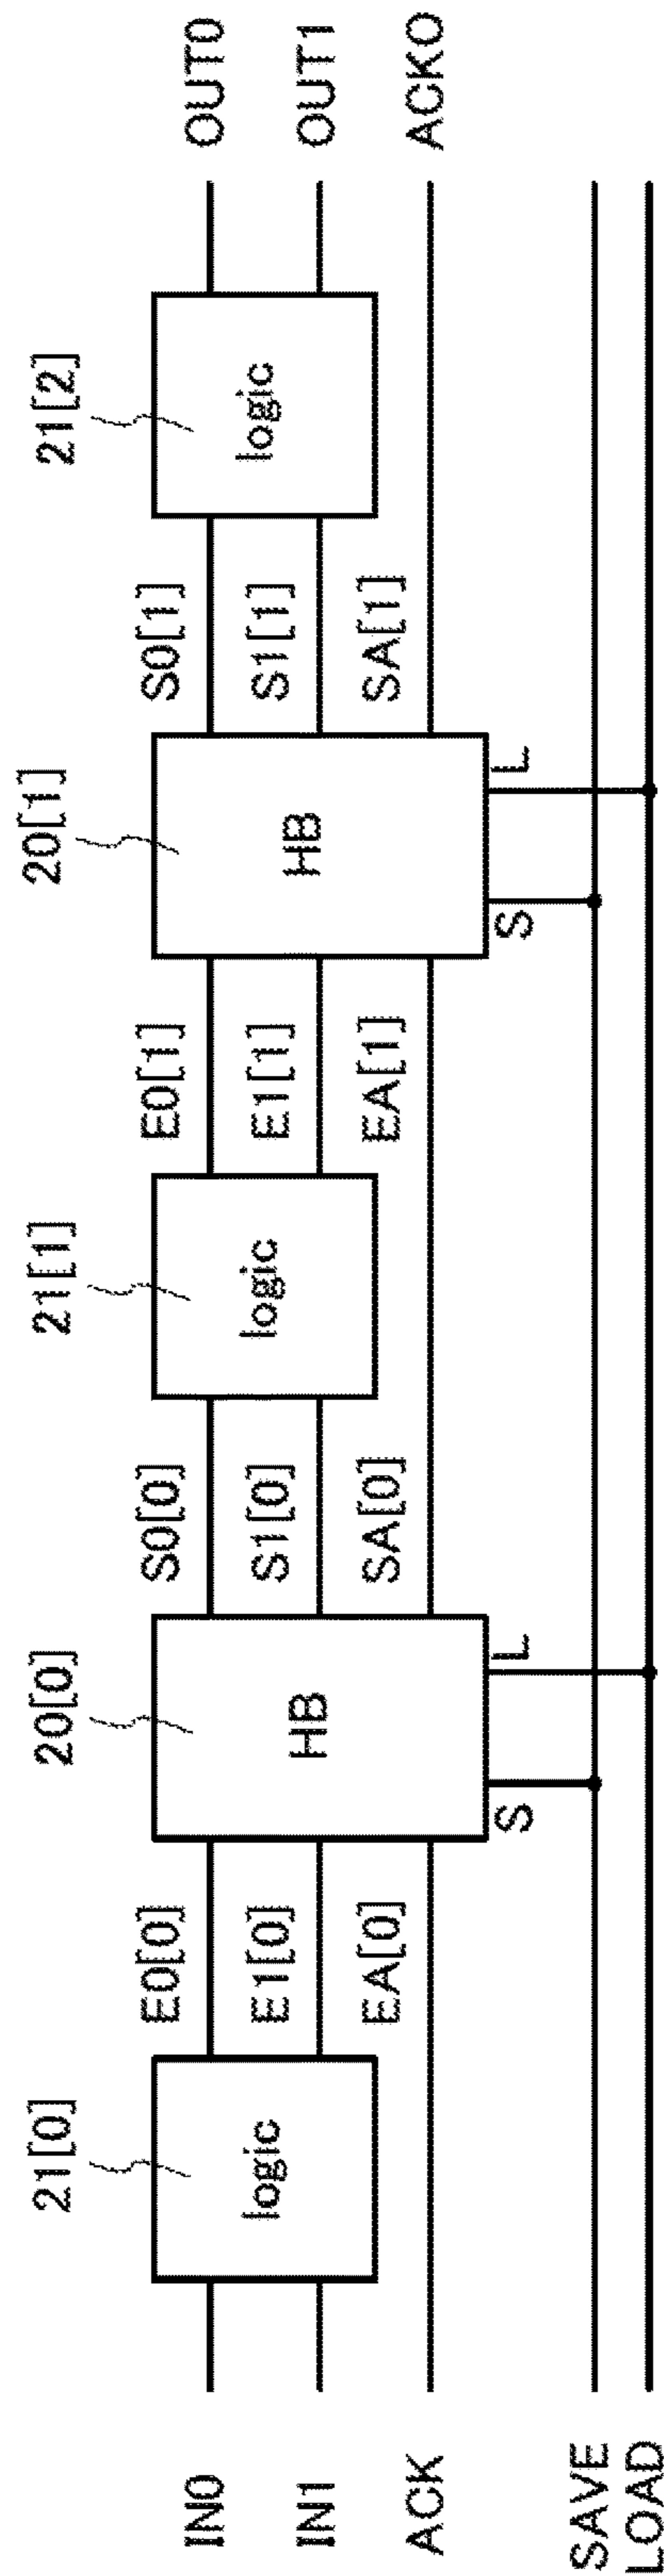 21[0]
20[0]
21[1]
20[1]
21[2]
E0[0]
S0[0]
E0[1]
S0[1]
IN0
OUT0
logic
E1[0]
HB
S1[0]
logic
E1[1]
HB
S1[1]
logic
IN1
OUT1
EA[0]
SA[0]
EA[1]
SA[1]
ACK
ACKO
S
L
S
L
SAVE
LOAD